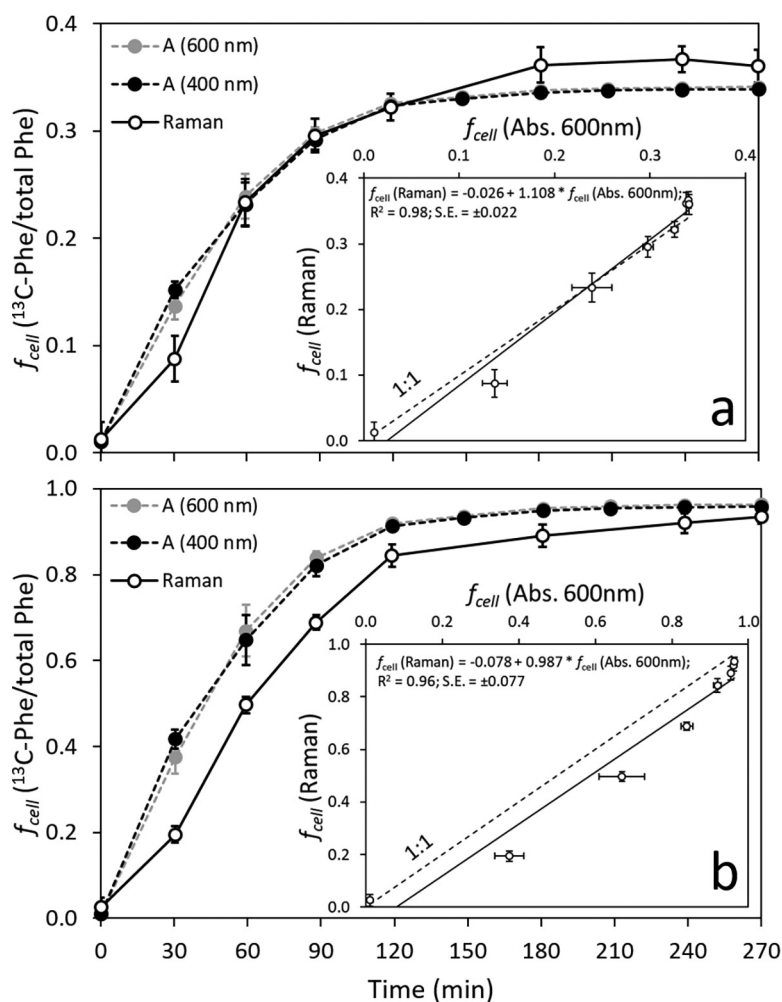 0.4
0.3
0.2
0.1
0.0
f_cell (¹³C-Phe/total Phe)
A (600 nm)
A (400 nm)
Raman
f_cell (Abs. 600nm)
0.0 0.1 0.2 0.3 0.4
0.4
0.3
0.2
0.1
0.0
f_cell (Raman)
f_cell (Raman) = -0.026 + 1.108 * f_cell (Abs. 600nm);
R² = 0.98; S.E. = ±0.022
1:1
a
1.0
0.8
0.6
0.4
0.2
0.0
f_cell (¹³C-Phe/total Phe)
A (600 nm)
A (400 nm)
Raman
f_cell (Abs. 600nm)
0.0 0.2 0.4 0.6 0.8 1.0
1.0
0.8
0.6
0.4
0.2
0.0
f_cell (Raman)
f_cell (Raman) = -0.078 + 0.987 * f_cell (Abs. 600nm);
R² = 0.96; S.E. = ±0.077
1:1
b
0 30 60 90 120 150 180 210 240 270
Time (min)